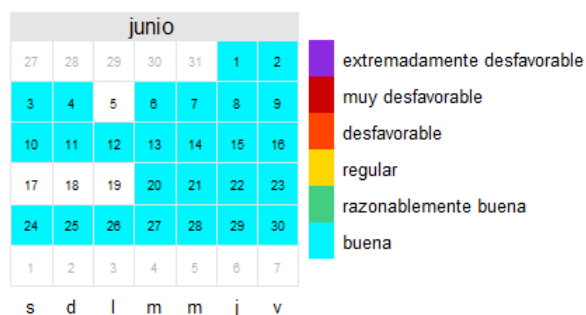 junio
27 28 29 30 31 1 2
3 4 5 6 7 8 9
10 11 12 13 14 15 16
17 18 19 20 21 22 23
24 25 26 27 28 29 30
1 2 3 4 5 6 7
s d l m m j v
extremadamente desfavorable
muy desfavorable
desfavorable
regular
razonablemente buena
buena